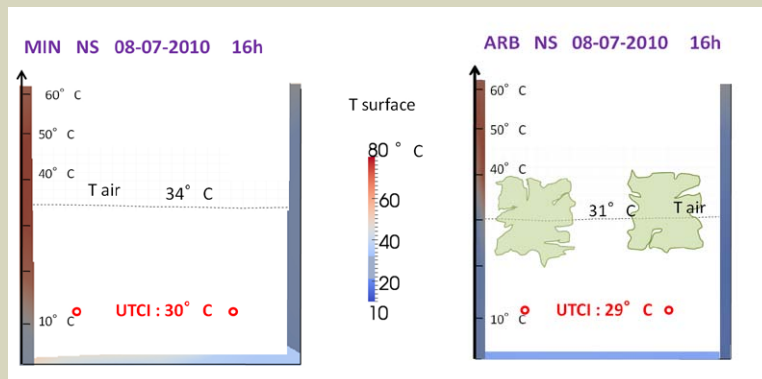 MIN NS 08-07-2010 16h
60° C
50° C
40° C
T air 34° C
UTCI : 30° C
10° C
T surface
80 ° C
60
40
20
10
ARB NS 08-07-2010 16h
60° C
50° C
40° C
31° C T air
UTCI : 29° C
10° C